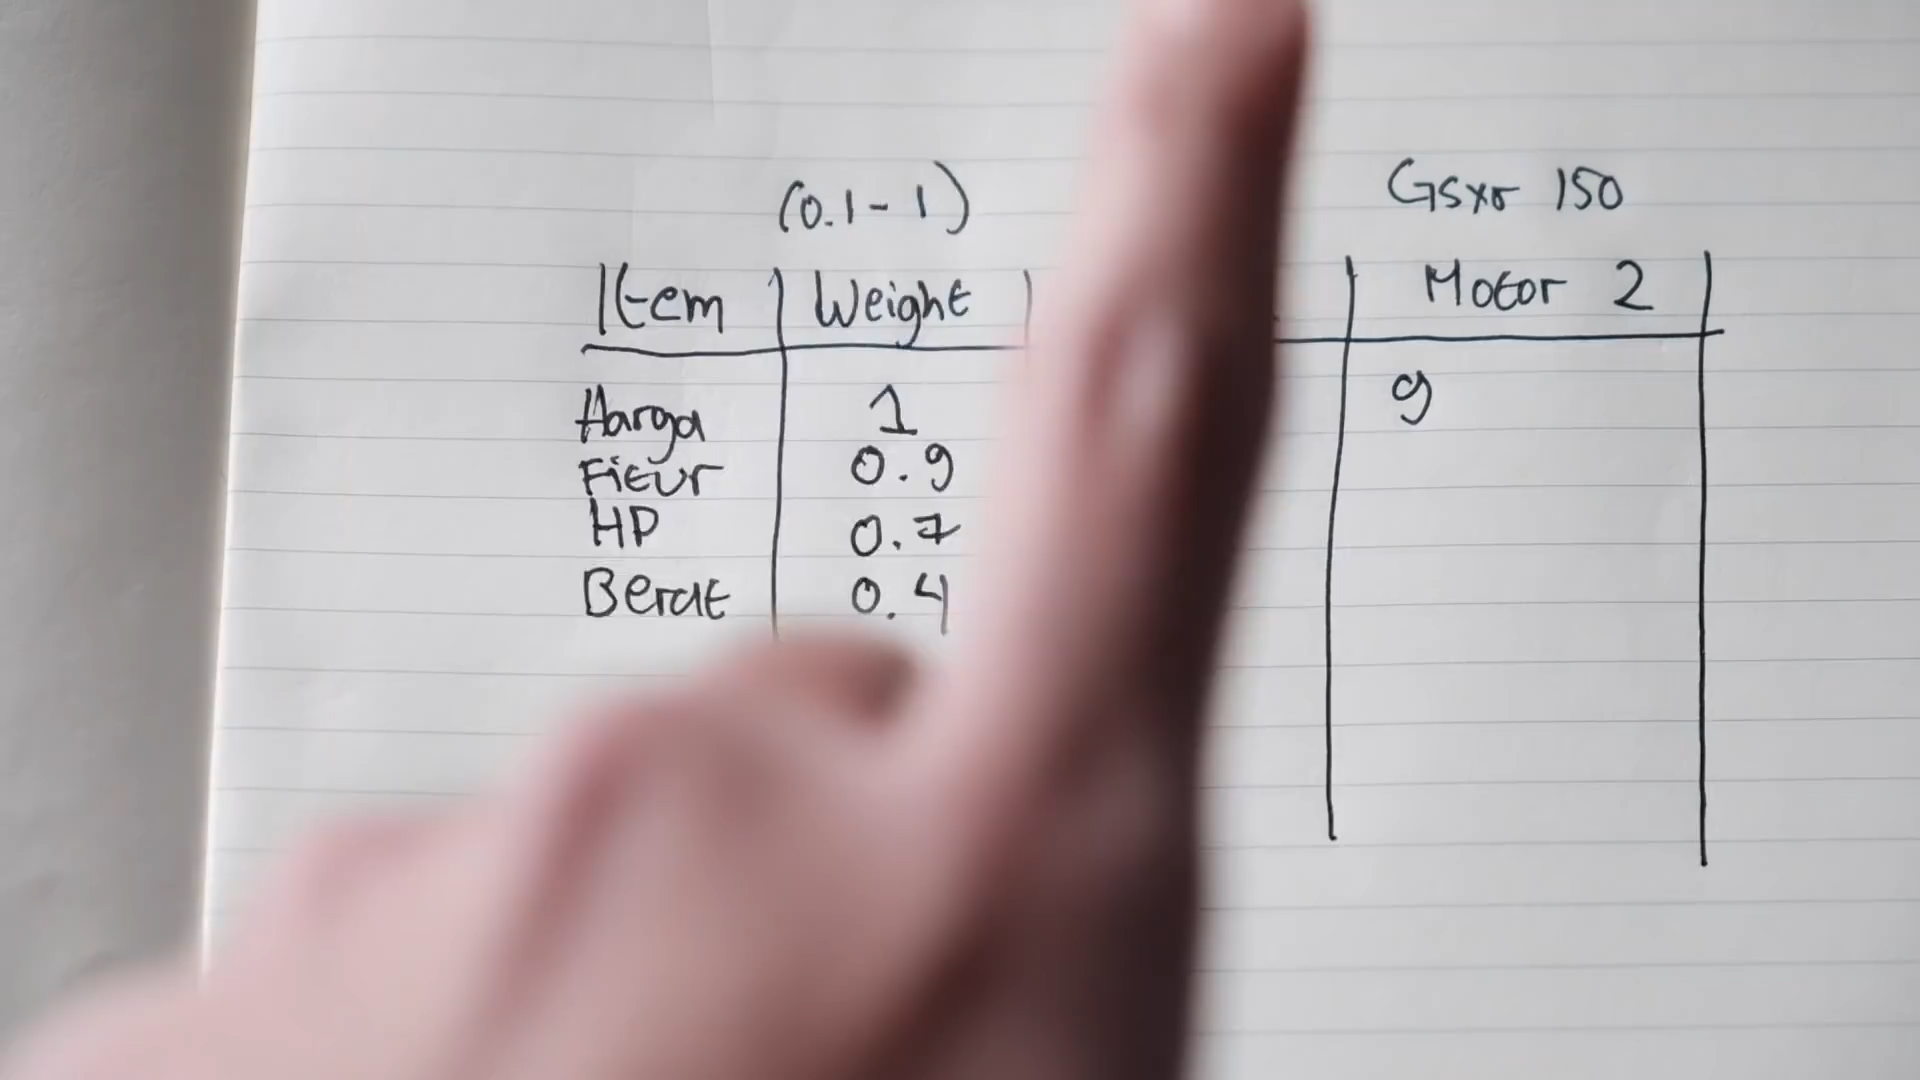 (0.1-1) Gsxr 150
Item Weight Motor 2
Harga 1 9
Fitur 0.9
HP 0.7
Berat 0.4